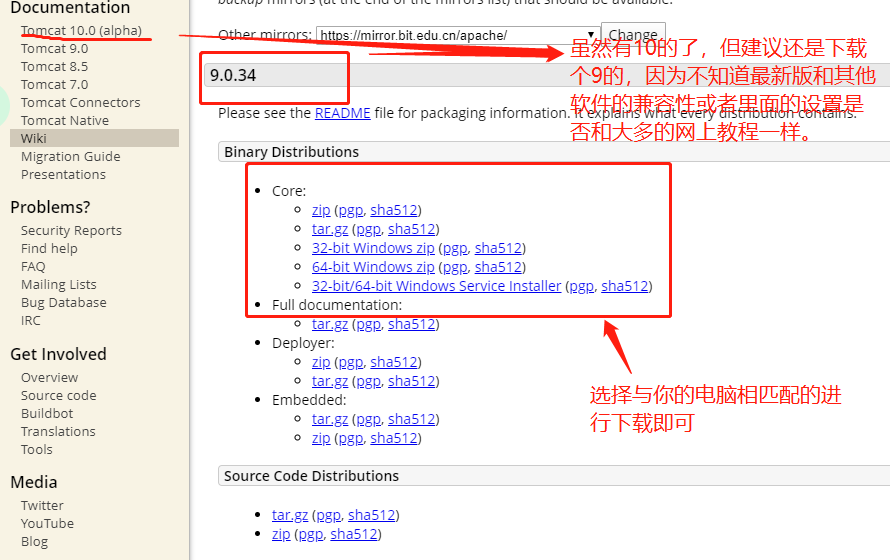 backup mirrors (at the end of the mirrors list) that should be available.
Documentation
Tomcat 10.0 (alpha)
Tomcat 9.0
Tomcat 8.5
Tomcat 7.0
Tomcat Connectors
Tomcat Native
Wiki
Migration Guide
Presentations
Problems?
Security Reports
Find help
FAQ
Mailing Lists
Bug Database
IRC
Get Involved
Overview
Source code
Buildbot
Translations
Tools
Media
Twitter
YouTube
Blog
Other mirrors: https://mirror.bit.edu.cn/apache/ Change
虽然有10的了，但建议还是下载
个9的，因为不知道最新版和其他
软件的兼容性或者里面的设置是
否和大多的网上教程一样。
9.0.34
Please see the README file for packaging information. It explains what every distribution contains.
Binary Distributions
Core:
zip (pgp, sha512)
tar.gz (pgp, sha512)
32-bit Windows zip (pgp, sha512)
64-bit Windows zip (pgp, sha512)
32-bit/64-bit Windows Service Installer (pgp, sha512)
Full documentation:
tar.gz (pgp, sha512)
Deployer:
zip (pgp, sha512)
tar.gz (pgp, sha512)
Embedded:
tar.gz (pgp, sha512)
zip (pgp, sha512)
选择与你的电脑相匹配的进
行下载即可
Source Code Distributions
tar.gz (pgp, sha512)
zip (pgp, sha512)